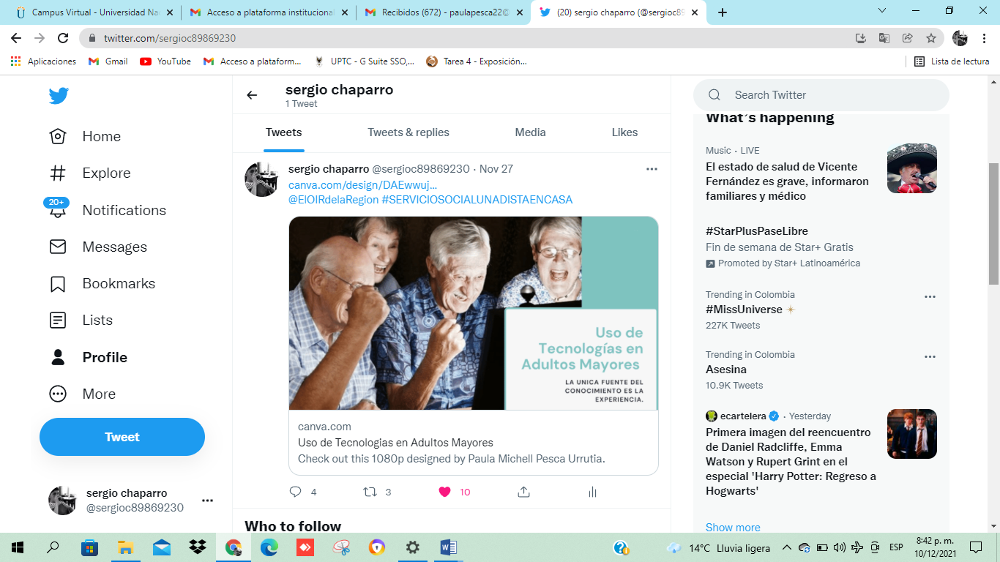 Campus Virtual - Universidad Na
Acceso a plataforma institucional
Recibidos (672) - paulapesca22@
(20) sergio chaparro (@sergioc89
twitter.com/sergioc89869230
Aplicaciones
Gmail
YouTube
Acceso a plataform...
UPTC - G Suite SSO,...
Tarea 4 - Exposición...
Lista de lectura
Home
Explore
20+
Notifications
Messages
Bookmarks
Lists
Profile
More
Tweet
sergio chaparro
@sergioc89869230
sergio chaparro
1 Tweet
Tweets
Tweets & replies
Media
Likes
sergio chaparro @sergioc89869230 · Nov 27
canva.com/design/DAEwwuj...
@ElOIRdelaRegion #SERVICIOSOCIALUNADISTAENCASA
Uso de
Tecnologías en
Adultos Mayores
LA UNICA FUENTE DEL
CONOCIMIENTO ES LA
EXPERIENCIA.
canva.com
Uso de Tecnologias en Adultos Mayores
Check out this 1080p designed by Paula Michell Pesca Urrutia.
4
3
10
Who to follow
Search Twitter
What's happening
Music · LIVE
El estado de salud de Vicente
Fernández es grave, informaron
familiares y médico
#StarPlusPaseLibre
Fin de semana de Star+ Gratis
Promoted by Star+ Latinoamérica
Trending in Colombia
#MissUniverse
227K Tweets
Trending in Colombia
Asesina
10.9K Tweets
ecartelera · Yesterday
Primera imagen del reencuentro
de Daniel Radcliffe, Emma
Watson y Rupert Grint en el
especial 'Harry Potter: Regreso a
Hogwarts'
Show more
14°C Lluvia ligera
ESP
8:42 p. m.
10/12/2021